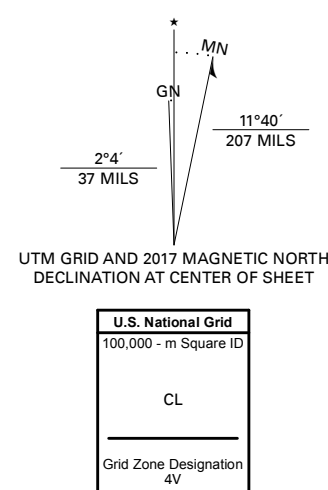 ★
MN
GN
11°40´
207 MILS
2°4´
37 MILS
UTM GRID AND 2017 MAGNETIC NORTH
DECLINATION AT CENTER OF SHEET
U.S. National Grid
100,000 - m Square ID
CL
Grid Zone Designation
4V